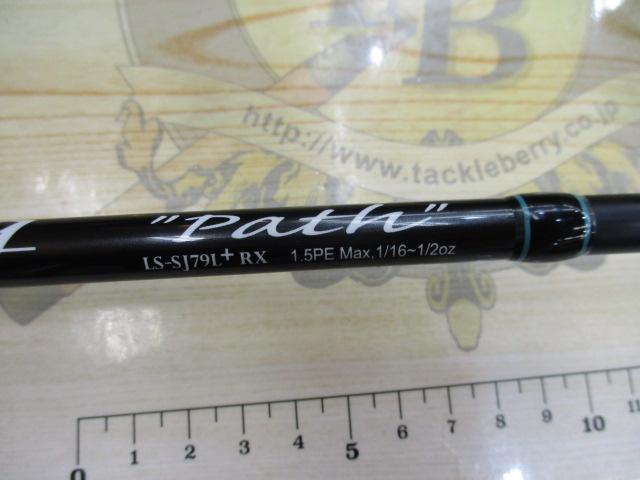 B
http://www.tackleberry.co.jp
"Path"
LS-SJ79L+ RX 1.5PE Max,1/16~1/2oz
0 1 2 3 4 5 6 7 8 9 10 11